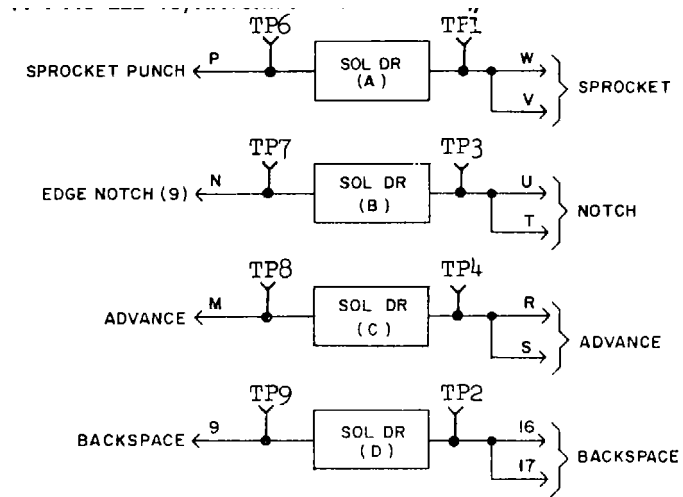 TP6 TF1
P W
SPROCKET PUNCH SOL DR SPROCKET
(A)
V
TP7 TP3
N U
EDGE NOTCH (9) SOL DR NOTCH
(B)
T
TP8 TP4
M R
ADVANCE SOL DR ADVANCE
(C)
S
TP9 TP2
9 16
BACKSPACE SOL DR BACKSPACE
(D)
17